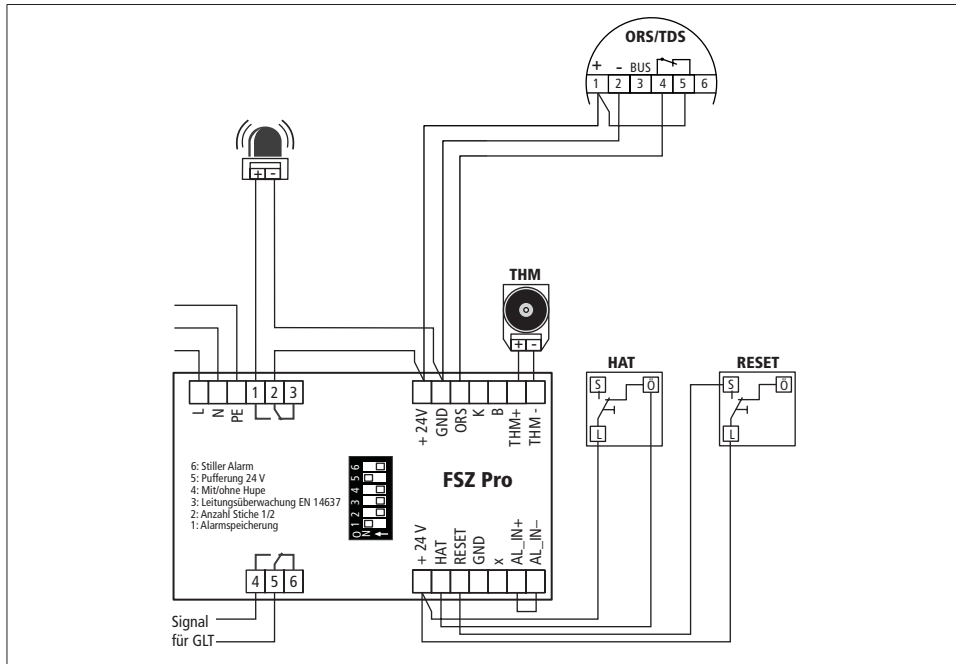 ORS/TDS
+ - BUS
1 2 3 4 5 6
+ -
THM
+ -
HAT
S Ö
L
RESET
S Ö
L
L N PE 1 2 3
+ 24V GND ORS K B THM+ THM -
6: Stiller Alarm
5: Pufferung 24 V
4: Mit/ohne Hupe
3: Leitungsüberwachung EN 14637
2: Anzahl Stiche 1/2
1: Alarmspeicherung
O N
1 2 3 4 5 6
FSZ Pro
+ 24 V HAT RESET GND x AL_IN+ AL_IN–
4 5 6
Signal
für GLT